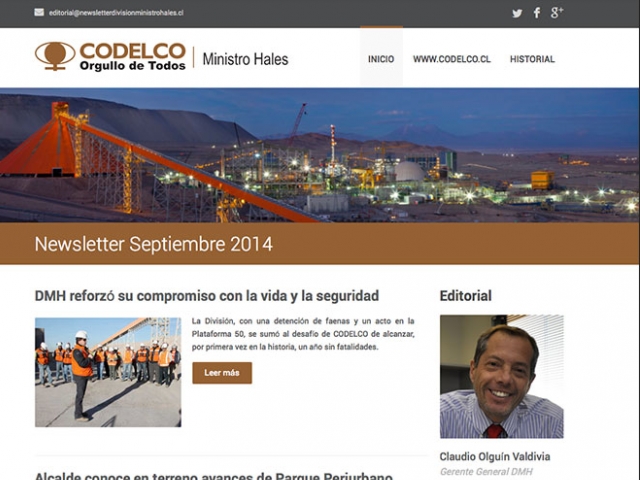 editorial@newsletterdivisionministrohales.cl
CODELCO
Orgullo de Todos
Ministro Hales
INICIO
WWW.CODELCO.CL
HISTORIAL
Newsletter Septiembre 2014
DMH reforzó su compromiso con la vida y la seguridad
La División, con una detención de faenas y un acto en la
Plataforma 50, se sumó al desafío de CODELCO de alcanzar,
por primera vez en la historia, un año sin fatalidades.
Leer más
Editorial
Claudio Olguín Valdivia
Gerente General DMH
Alcalde conoce en terreno avances de Parque Periurbano